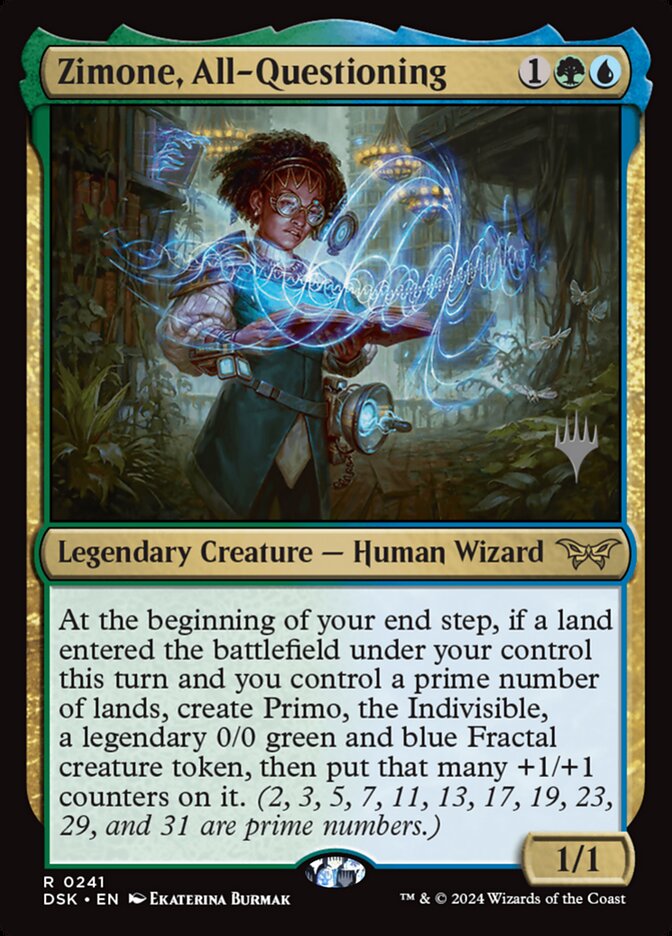 Zimone, All-Questioning 1
Legendary Creature — Human Wizard
At the beginning of your end step, if a land
entered the battlefield under your control
this turn and you control a prime number
of lands, create Primo, the Indivisible,
a legendary 0/0 green and blue Fractal
creature token, then put that many +1/+1
counters on it. (2, 3, 5, 7, 11, 13, 17, 19, 23,
29, and 31 are prime numbers.)
1/1
R 0241
DSK • EN Ekaterina Burmak
™ & © 2024 Wizards of the Coast